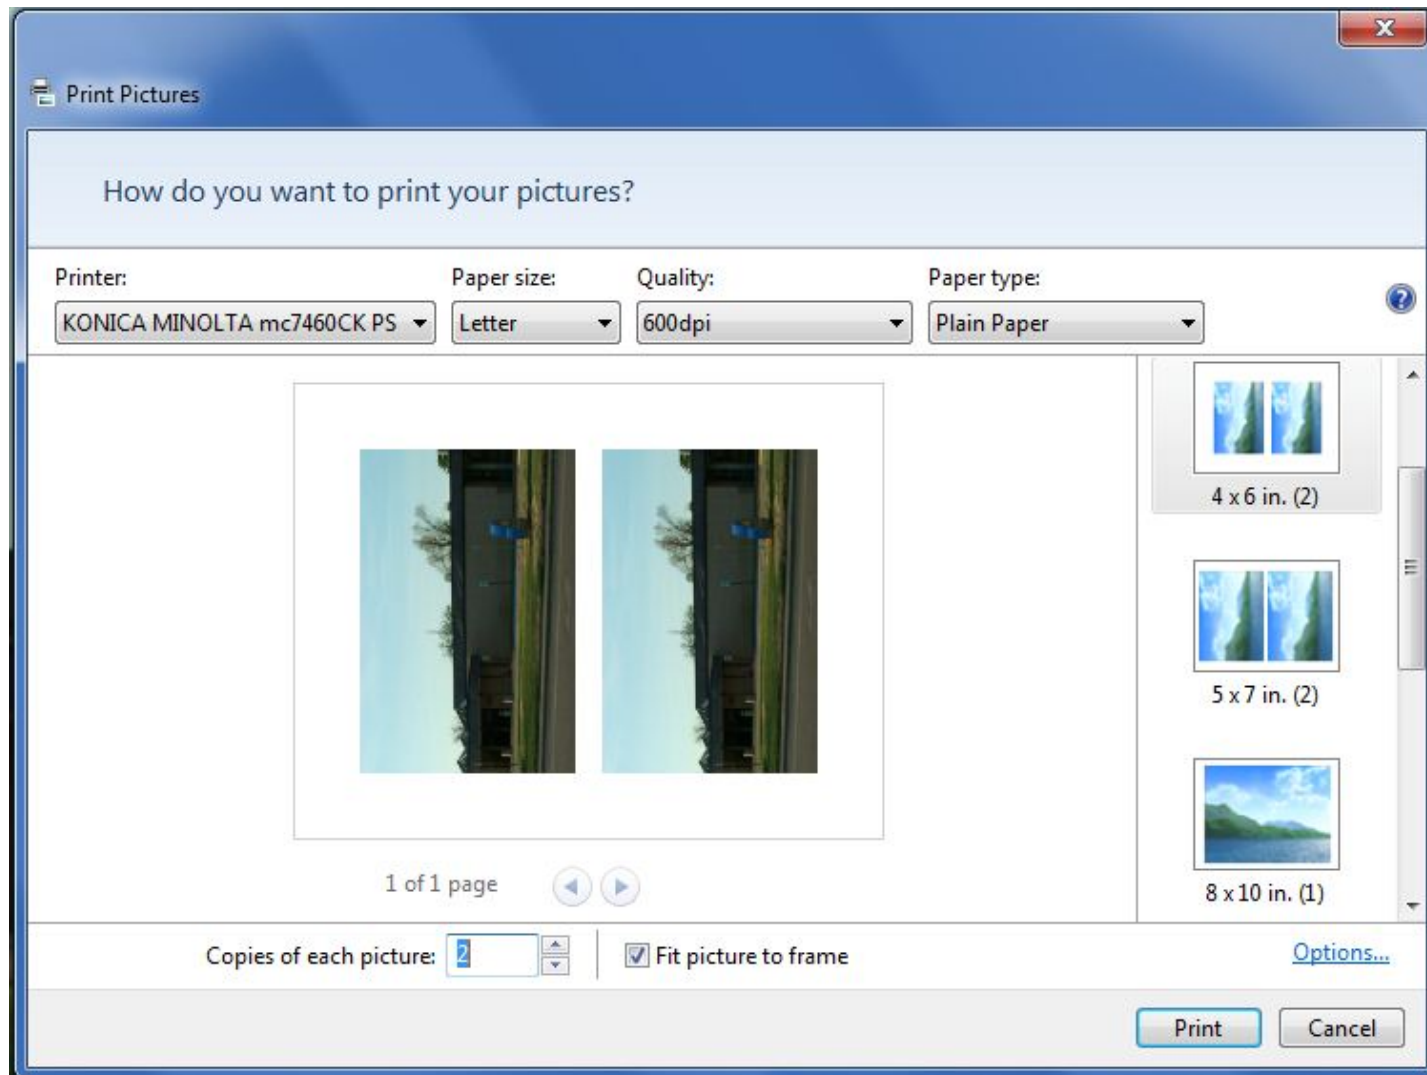 X
Print Pictures
How do you want to print your pictures?
Printer: Paper size: Quality: Paper type:
KONICA MINOLTA mc7460CK PS Letter 600dpi Plain Paper ?
4 x 6 in. (2)
5 x 7 in. (2)
8 x 10 in. (1)
1 of 1 page
Copies of each picture: 2 Fit picture to frame Options...
Print Cancel